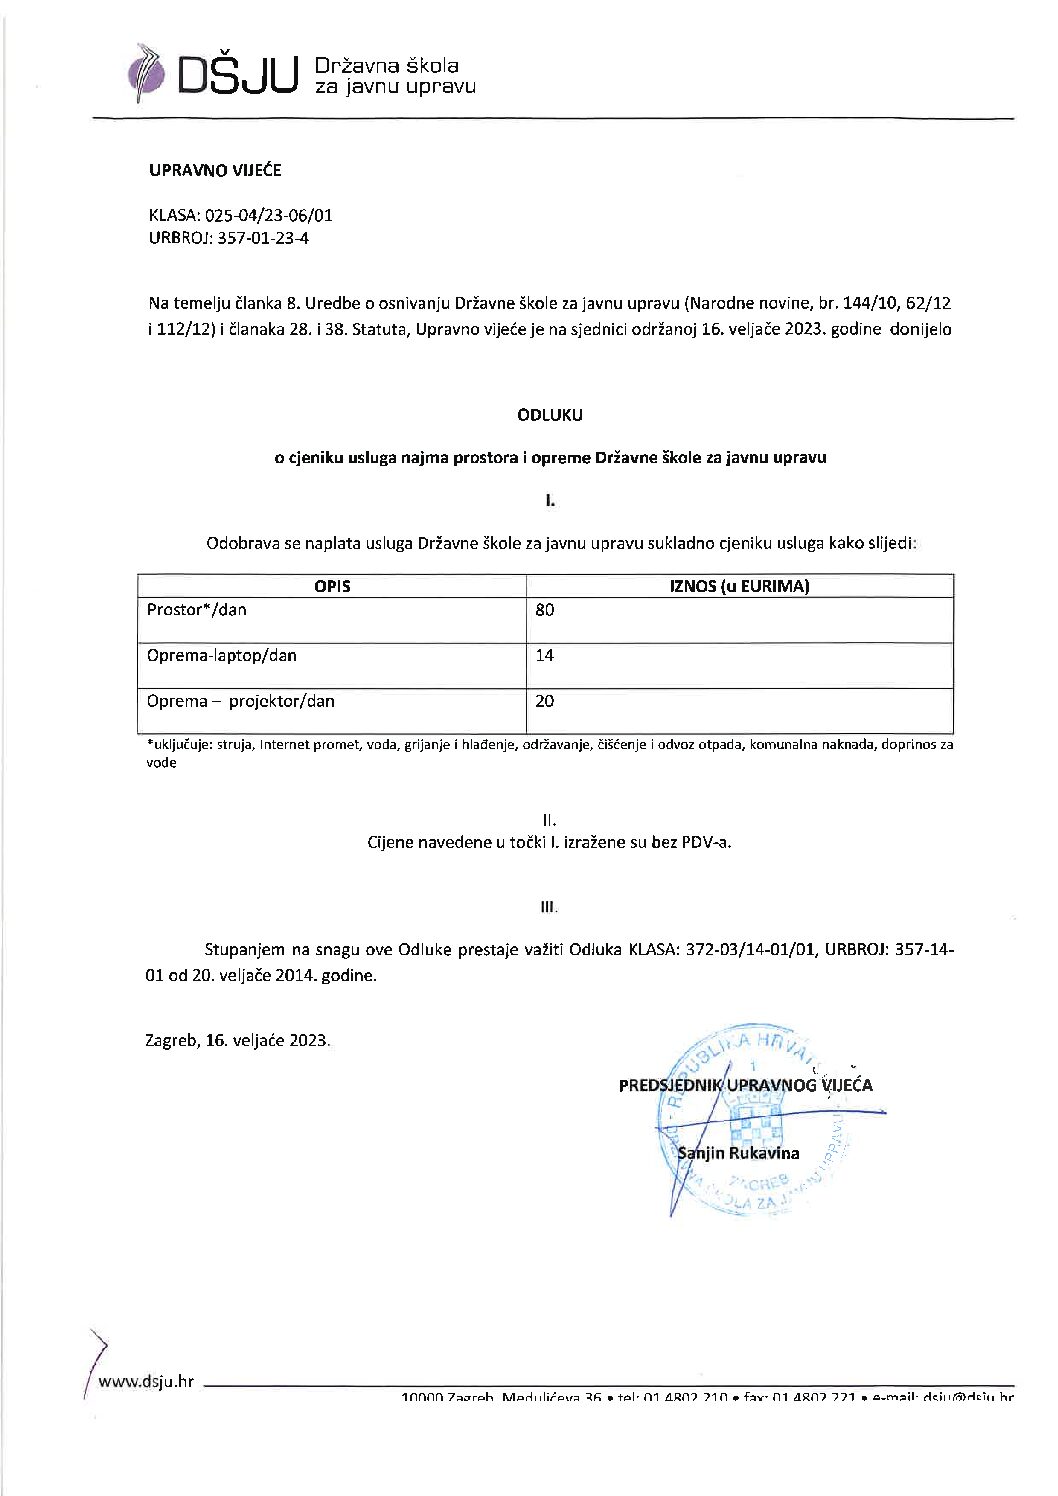 DŠJU Državna škola
za javnu upravu
UPRAVNO VIJEĆE
KLASA: 025-04/23-06/01
URBROJ: 357-01-23-4
Na temelju članka 8. Uredbe o osnivanju Državne škole za javnu upravu (Narodne novine, br. 144/10, 62/12
i 112/12) i članaka 28. i 38. Statuta, Upravno vijeće je na sjednici održanoj 16. veljače 2023. godine donijelo
ODLUKU
o cjeniku usluga najma prostora i opreme Državne škole za javnu upravu
I.
Odobrava se naplata usluga Državne škole za javnu upravu sukladno cjeniku usluga kako slijedi:
OPIS IZNOS (u EURIMA)
Prostor*/dan 80
Oprema-laptop/dan 14
Oprema – projektor/dan 20
*uključuje: struja, Internet promet, voda, grijanje i hlađenje, održavanje, čišćenje i odvoz otpada, komunalna naknada, doprinos za
vode
II.
Cijene navedene u točki I. izražene su bez PDV-a.
III.
Stupanjem na snagu ove Odluke prestaje važiti Odluka KLASA: 372-03/14-01/01, URBROJ: 357-14-
01 od 20. veljače 2014. godine.
Zagreb, 16. veljače 2023.
PREDSJEDNIK UPRAVNOG VIJEĆA
Sanjin Rukavina
REPUBLIKA HRVATS
ŠKOLA ZA JAVNU UPRAVU
ZAGREB
www.dsju.hr
10000 Zagreb, Medulićeva 36 • tel: 01 4802 210 • fax: 01 4802 221 • e-mail: dsju@dsju.hr